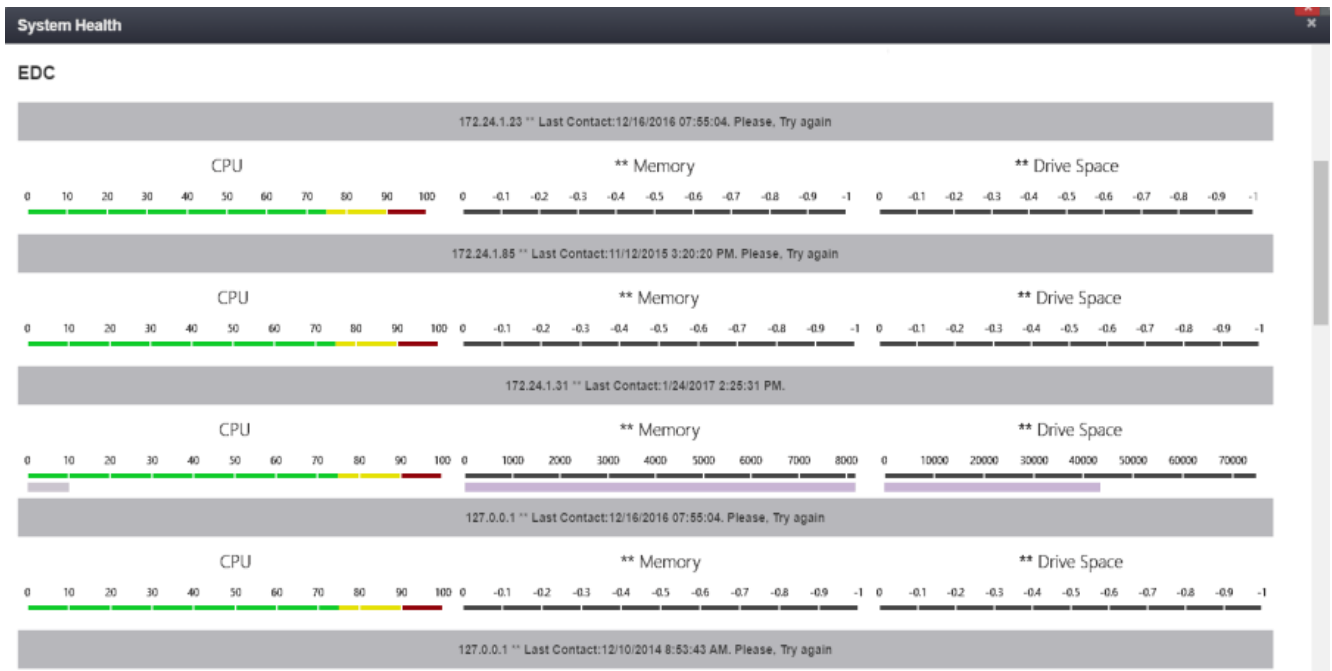 System Health
EDC
172.24.1.23 ** Last Contact:12/16/2016 07:55:04. Please, Try again
CPU ** Memory ** Drive Space
0 10 20 30 40 50 60 70 80 90 100 0 -0.1 -0.2 -0.3 -0.4 -0.5 -0.6 -0.7 -0.8 -0.9 -1 0 -0.1 -0.2 -0.3 -0.4 -0.5 -0.6 -0.7 -0.8 -0.9 -1
172.24.1.85 ** Last Contact:11/12/2015 3:20:20 PM. Please, Try again
CPU ** Memory ** Drive Space
0 10 20 30 40 50 60 70 80 90 100 0 -0.1 -0.2 -0.3 -0.4 -0.5 -0.6 -0.7 -0.8 -0.9 -1 0 -0.1 -0.2 -0.3 -0.4 -0.5 -0.6 -0.7 -0.8 -0.9 -1
172.24.1.31 ** Last Contact:1/24/2017 2:25:31 PM.
CPU ** Memory ** Drive Space
0 10 20 30 40 50 60 70 80 90 100 0 1000 2000 3000 4000 5000 6000 7000 8000 0 10000 20000 30000 40000 50000 60000 70000
127.0.0.1 ** Last Contact:12/16/2016 07:55:04. Please, Try again
CPU ** Memory ** Drive Space
0 10 20 30 40 50 60 70 80 90 100 0 -0.1 -0.2 -0.3 -0.4 -0.5 -0.6 -0.7 -0.8 -0.9 -1 0 -0.1 -0.2 -0.3 -0.4 -0.5 -0.6 -0.7 -0.8 -0.9 -1
127.0.0.1 ** Last Contact:12/10/2014 8:53:43 AM. Please, Try again